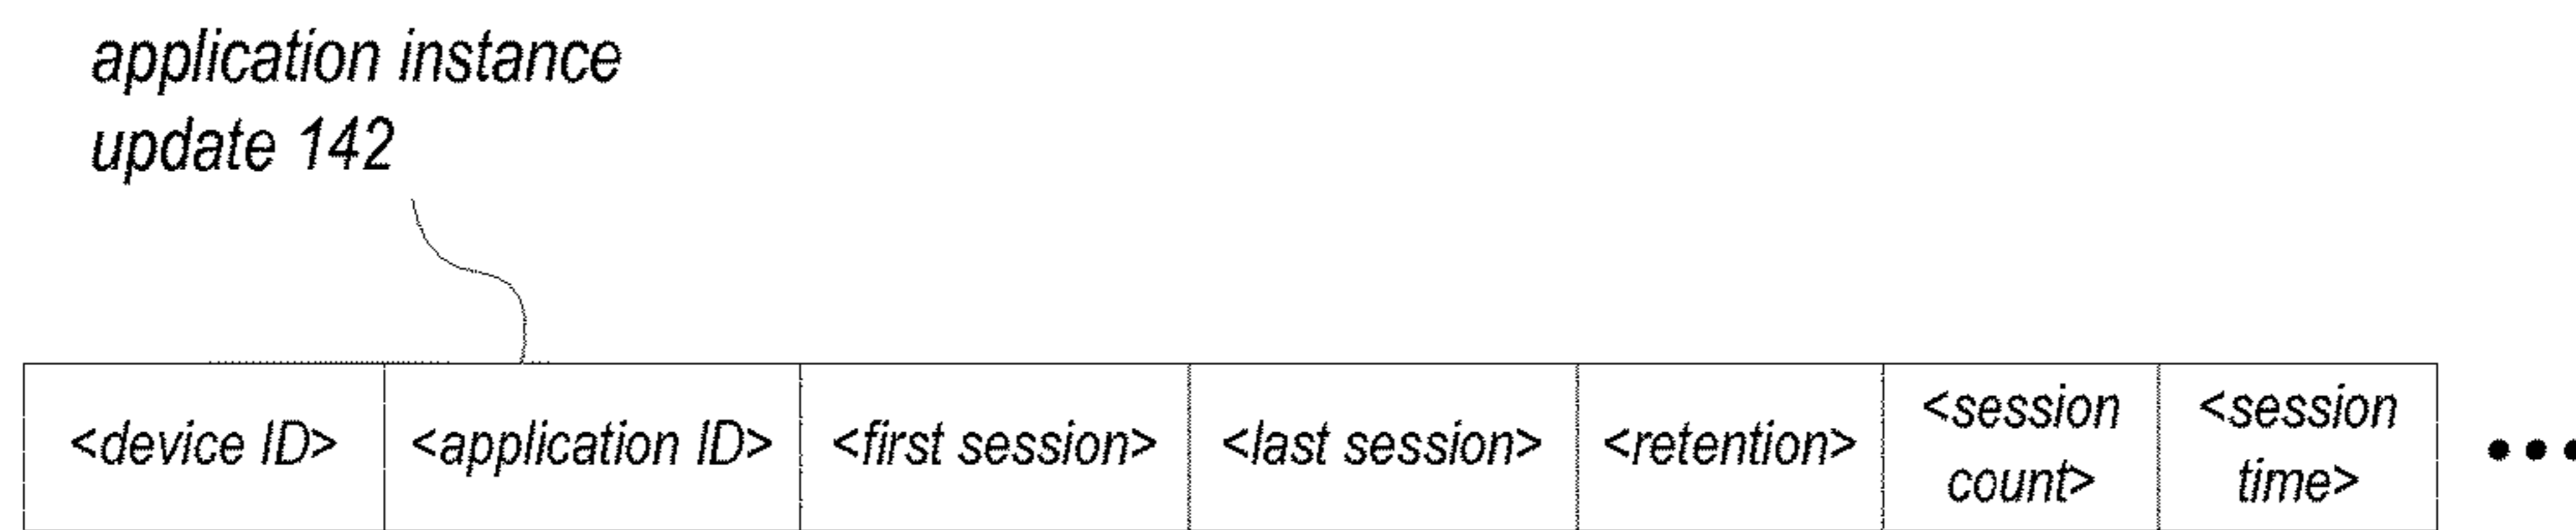 application instance
update 142
<device ID> <application ID> <first session> <last session> <retention> <session count> <session time> •••